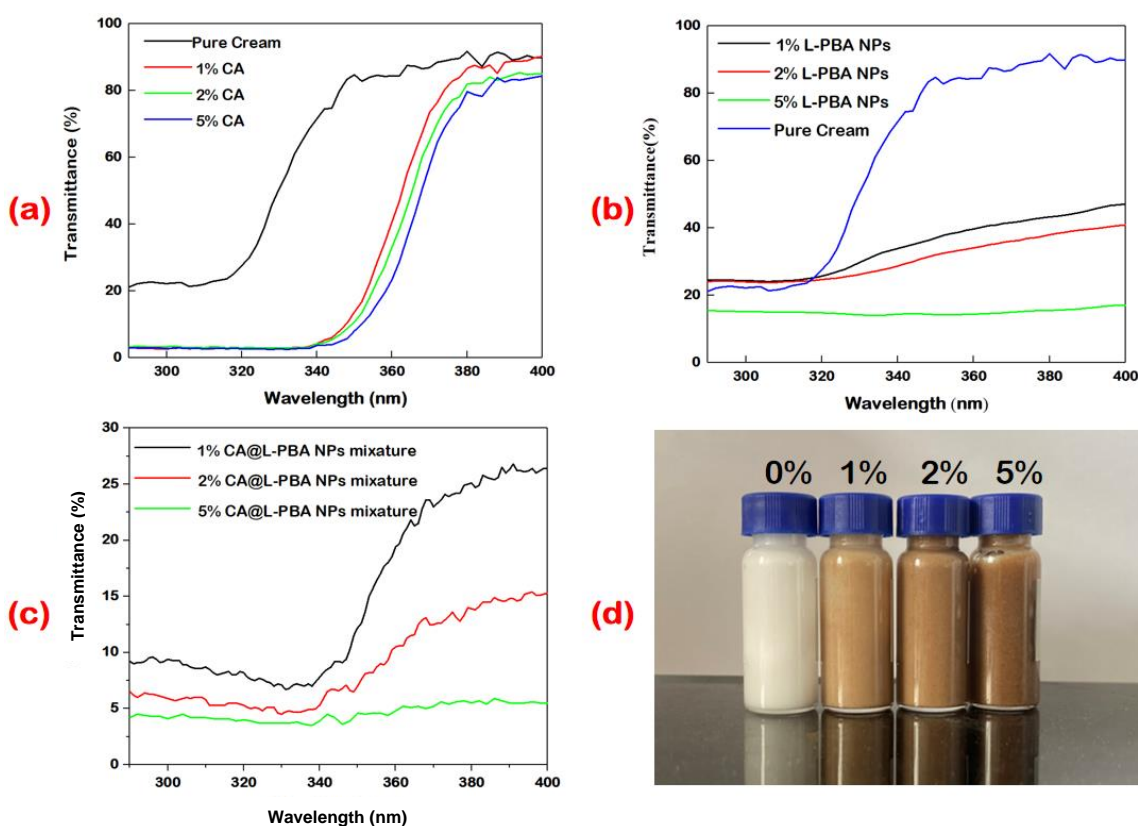 (a)
100
80
60
40
20
0
Transmittance (%)
Pure Cream
1% CA
2% CA
5% CA
300 320 340 360 380 400
Wavelength (nm)
(b)
100
80
60
40
20
0
Transmittance(%)
1% L-PBA NPs
2% L-PBA NPs
5% L-PBA NPs
Pure Cream
300 320 340 360 380 400
Wavelength (nm)
(c)
30
25
20
15
10
5
0
Transmittance (%)
1% CA@L-PBA NPs mixature
2% CA@L-PBA NPs mixature
5% CA@L-PBA NPs mixature
300 320 340 360 380 400
Wavelength (nm)
(d)
0% 1% 2% 5%